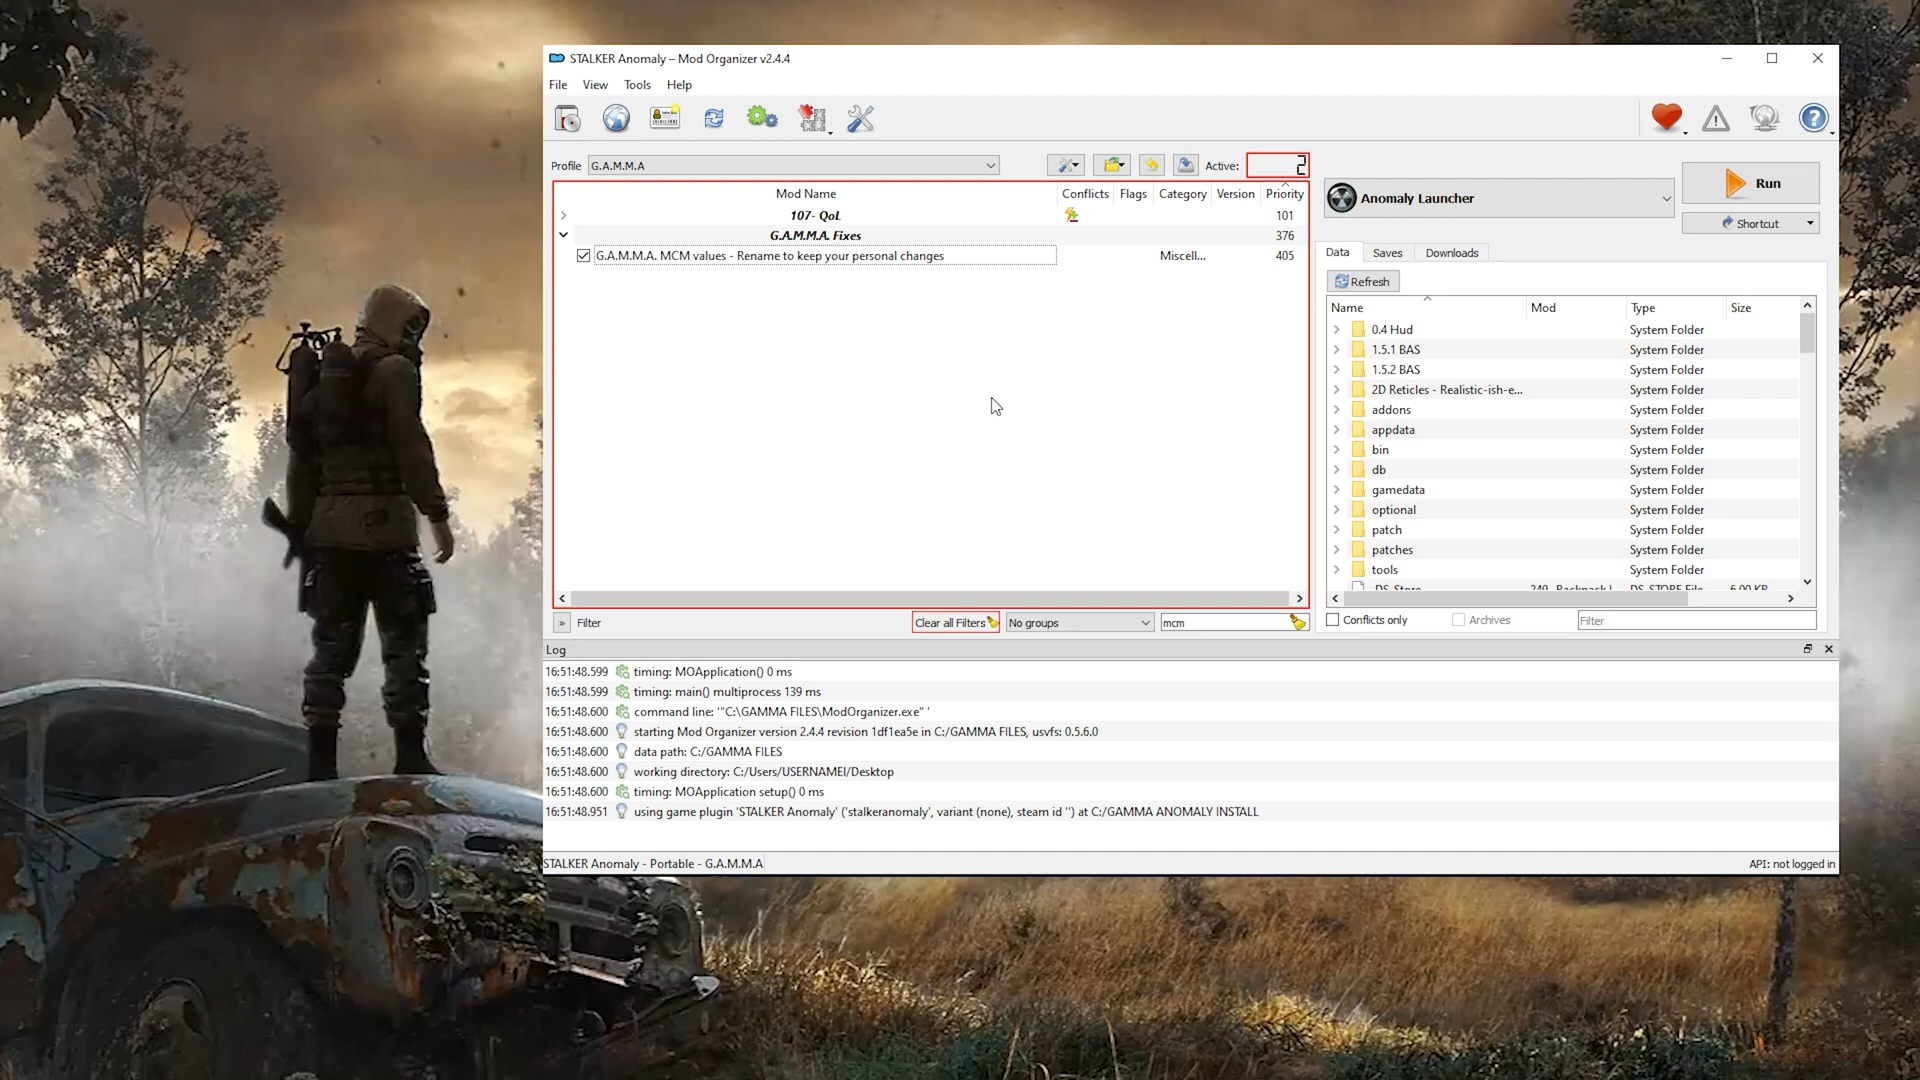 STALKER Anomaly – Mod Organizer v2.4.4
File View Tools Help
Profile G.A.M.M.A Active: 2
Mod Name Conflicts Flags Category Version Priority
107- QoL 101
G.A.M.M.A. Fixes 376
G.A.M.M.A. MCM values - Rename to keep your personal changes Miscell... 405
» Filter Clear all Filters No groups mcm
Anomaly Launcher
Run
Shortcut
Data Saves Downloads
Refresh
Name Mod Type Size
0.4 Hud System Folder
1.5.1 BAS System Folder
1.5.2 BAS System Folder
2D Reticles - Realistic-ish-e... System Folder
addons System Folder
appdata System Folder
bin System Folder
db System Folder
gamedata System Folder
optional System Folder
patch System Folder
patches System Folder
tools System Folder
Conflicts only Archives Filter
Log
16:51:48.599 timing: MOApplication() 0 ms
16:51:48.599 timing: main() multiprocess 139 ms
16:51:48.600 command line: '"C:\GAMMA FILES\ModOrganizer.exe" '
16:51:48.600 starting Mod Organizer version 2.4.4 revision 1df1ea5e in C:/GAMMA FILES, usvfs: 0.5.6.0
16:51:48.600 data path: C:/GAMMA FILES
16:51:48.600 working directory: C:/Users/USERNAMEI/Desktop
16:51:48.600 timing: MOApplication setup() 0 ms
16:51:48.951 using game plugin 'STALKER Anomaly' ('stalkeranomaly', variant (none), steam id '') at C:/GAMMA ANOMALY INSTALL
STALKER Anomaly - Portable - G.A.M.M.A API: not logged in